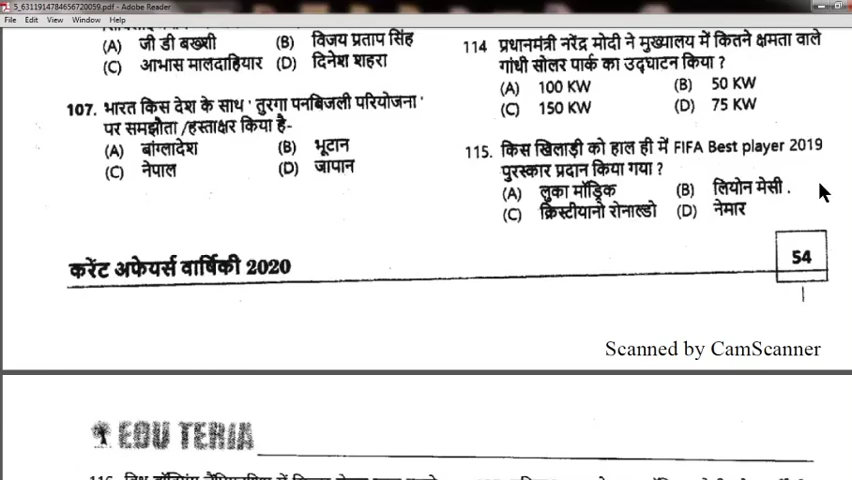 5_6311914784656720059.pdf - Adobe Reader
File Edit View Window Help
(A) जी डी बख्शी (B) विजय प्रताप सिंह
(C) आभास मालदाहियार (D) दिनेश शहरा
107. भारत किस देश के साथ ' तुरगा पनबिजली परियोजना '
पर समझौता /हस्ताक्षर किया है-
(A) बांग्लादेश (B) भूटान
(C) नेपाल (D) जापान
114 प्रधानमंत्री नरेंद्र मोदी ने मुख्यालय में कितने क्षमता वाले
गांधी सोलर पार्क का उद्घाटन किया ?
(A) 100 KW (B) 50 KW
(C) 150 KW (D) 75 KW
115. किस खिलाड़ी को हाल ही में FIFA Best player 2019
पुरस्कार प्रदान किया गया ?
(A) लुका मॉड्रिक (B) लियोन मेसी .
(C) क्रिस्टीयानो रोनाल्डो (D) नेमार
करेंट अफेयर्स वार्षिकी 2020
54
Scanned by CamScanner
EDU TERIA